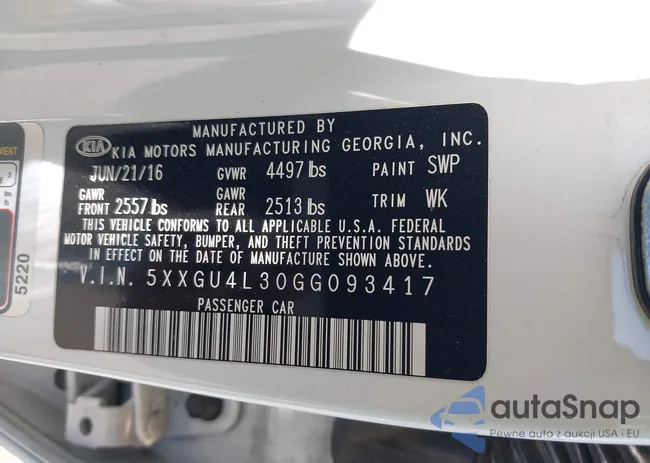 MANUFACTURED BY
KIA KIA MOTORS MANUFACTURING GEORGIA, INC.
JUN/21/16 GVWR 4497 lbs PAINT SWP
GAWR FRONT 2557 lbs GAWR REAR 2513 lbs TRIM WK
THIS VEHICLE CONFORMS TO ALL APPLICABLE U.S.A. FEDERAL
MOTOR VEHICLE SAFETY, BUMPER, AND THEFT PREVENTION STANDARDS
IN EFFECT ON THE DATE OF MANUFACTURE SHOWN ABOVE.
V.I.N. 5XXGU4L30GG093417
PASSENGER CAR
5220
autaSnap
Pewne auto z aukcji USA i EU